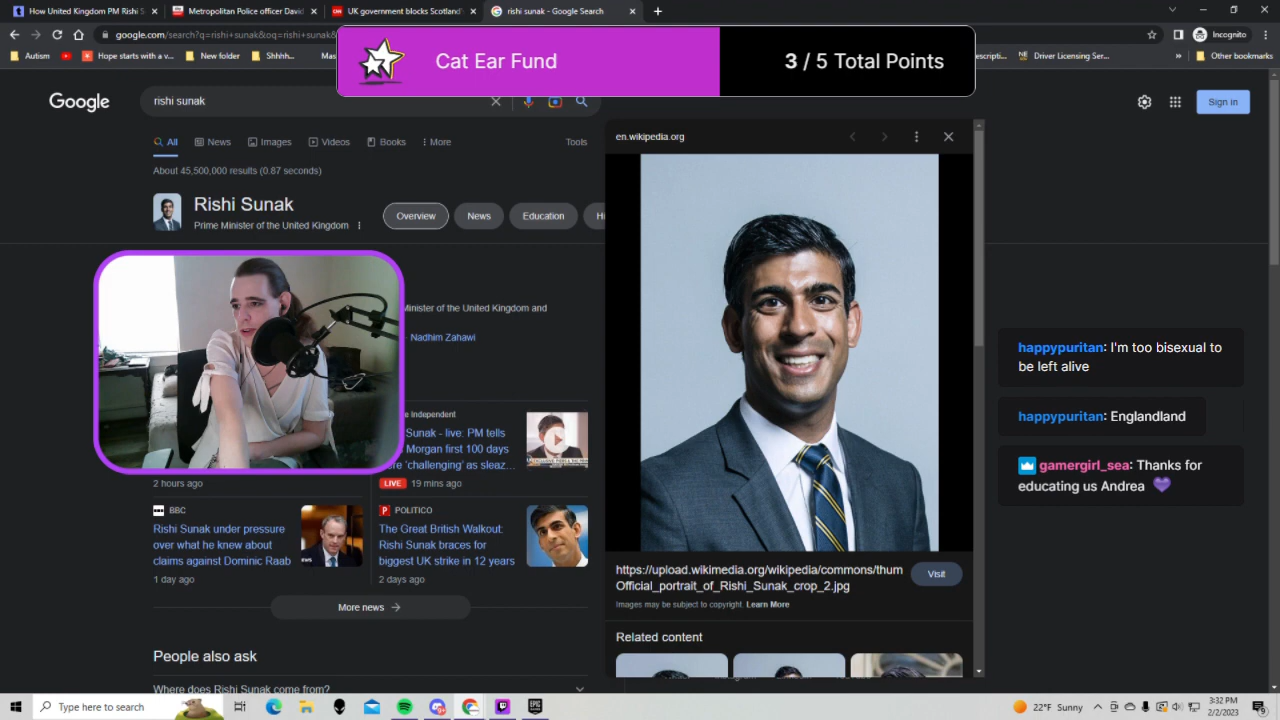 How United Kingdom PM Rishi S
Metropolitan Police officer David
UK government blocks Scotland'
rishi sunak - Google Search
google.com/search?q=rishi+sunak&oq=rishi+sunak&
Incognito
Autism
Hope starts with a v...
New folder
Shhhh...
Mas
Driver Licensing Ser...
Other bookmarks
Cat Ear Fund
3 / 5 Total Points
Google
rishi sunak
Sign in
All
News
Images
Videos
Books
More
Tools
About 45,500,000 results (0.87 seconds)
Rishi Sunak
Prime Minister of the United Kingdom
Overview
News
Education
en.wikipedia.org
Minister of the United Kingdom and
Nadhim Zahawi
Independent
Sunak - live: PM tells
Morgan first 100 days
'challenging' as sleaz...
2 hours ago
LIVE 19 mins ago
BBC
Rishi Sunak under pressure
over what he knew about
claims against Dominic Raab
1 day ago
POLITICO
The Great British Walkout:
Rishi Sunak braces for
biggest UK strike in 12 years
2 days ago
More news
People also ask
Where does Rishi Sunak come from?
https://upload.wikimedia.org/wikipedia/commons/thum
Official_portrait_of_Rishi_Sunak_crop_2.jpg
Visit
Images may be subject to copyright. Learn More
Related content
happypuritan: I'm too bisexual to
be left alive
happypuritan: Englandland
gamergirl_sea: Thanks for
educating us Andrea
Type here to search
22°F Sunny
3:32 PM
2/2/2023